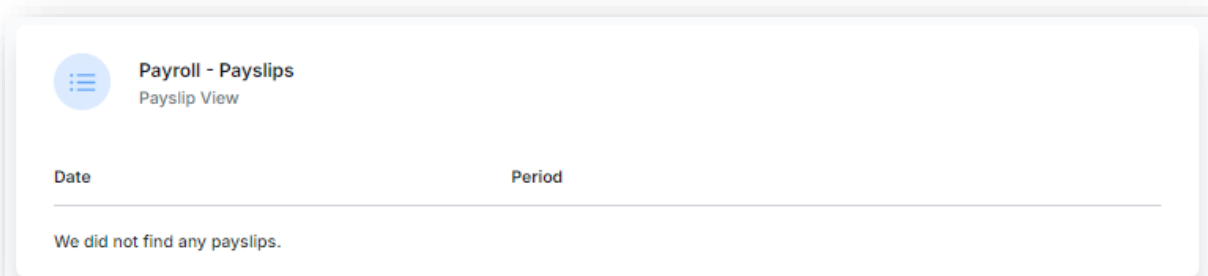 Payroll - Payslips
Payslip View
Date Period
We did not find any payslips.